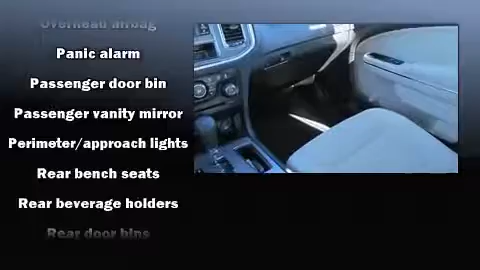 Overhead airbag
Panic alarm
Passenger door bin
Passenger vanity mirror
Perimeter/approach lights
Rear bench seats
Rear beverage holders
Rear door bins